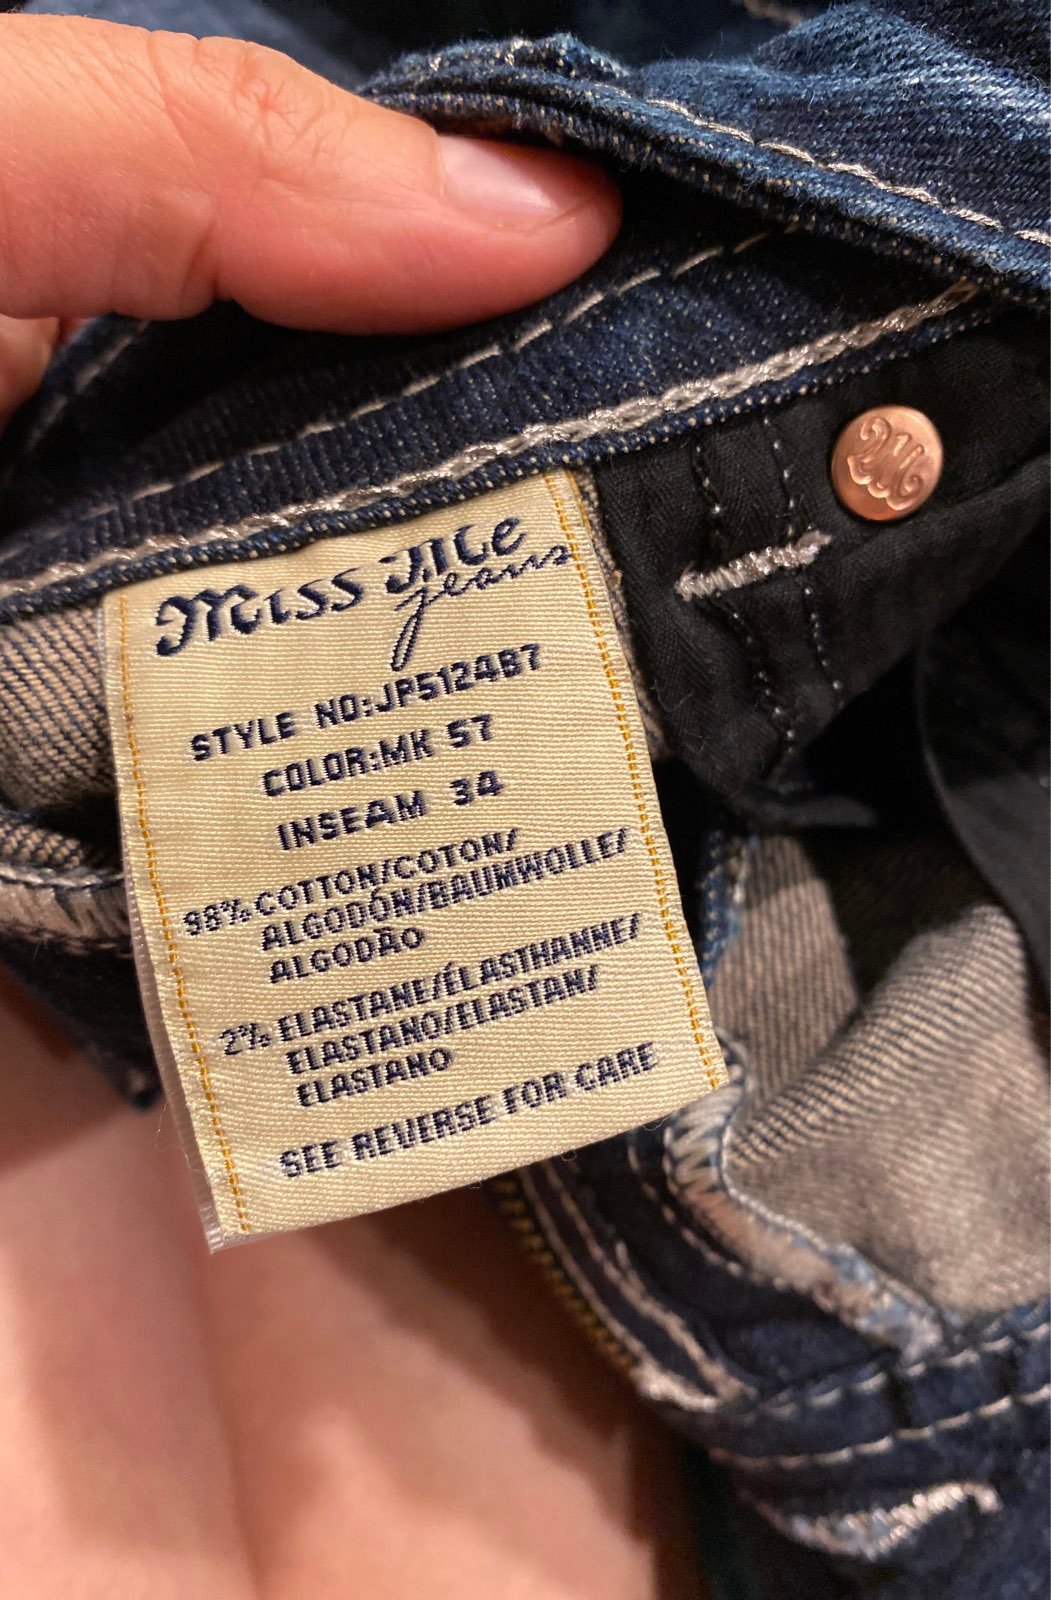 Miss Me
jeans
STYLE NO:JP5124B7
COLOR:MK 57
INSEAM 34
98% COTTON/COTON/
ALGODÓN/BAUMWOLLE/
ALGODÃO
2% ELASTANE/ÉLASTHANNE/
ELASTANO/ELASTAN/
ELASTANO
SEE REVERSE FOR CARE